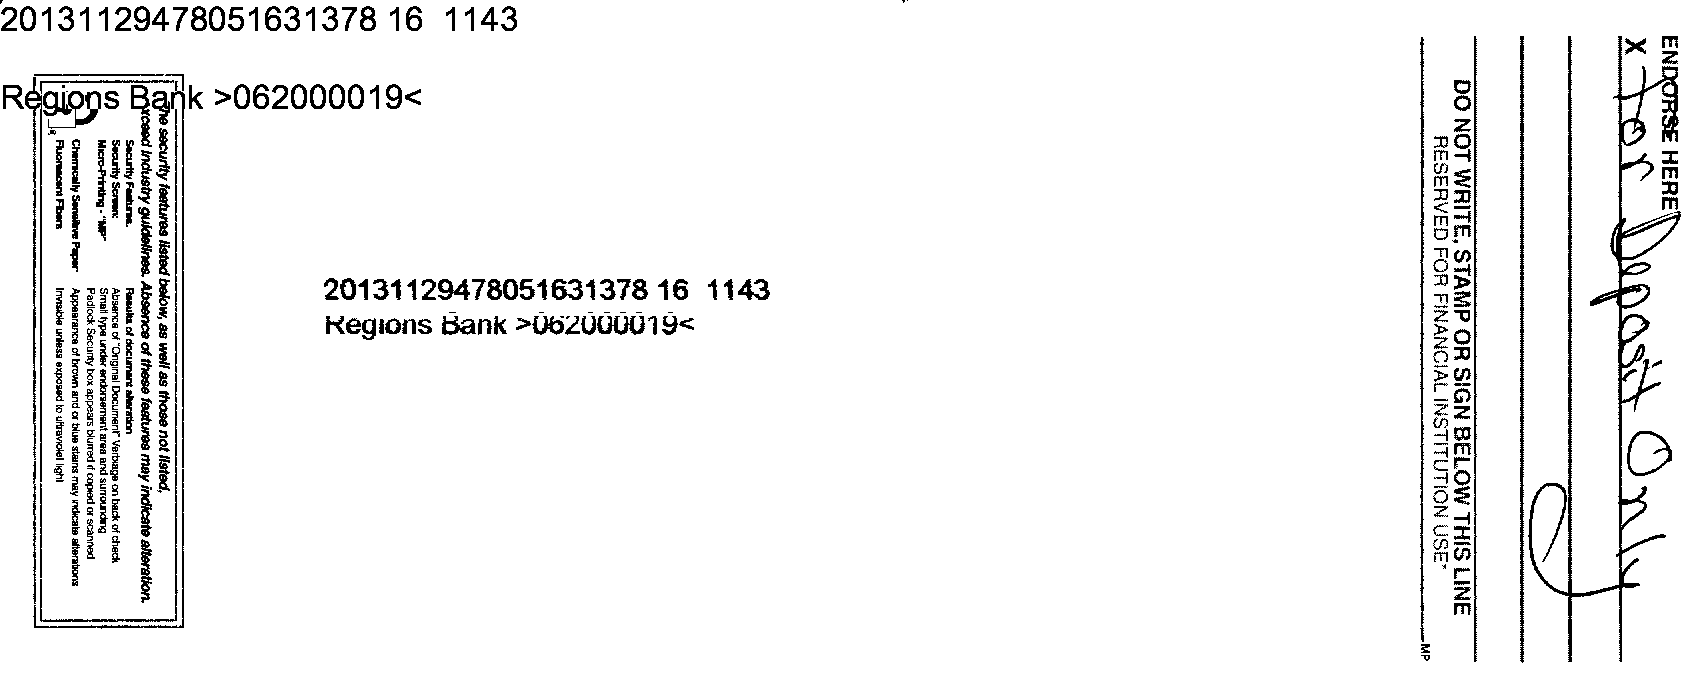 20131129478051631378 16 1143
Regions Bank >062000019<
The security features listed below, as well as those not listed,
exceed industry guidelines. Absence of these features may indicate alteration.
Security Features: Results of document alteration
Security Screen: Absence of "Original Document" Verbiage on back of check
Micro-Printing - "MP" Small type under endorsement area and surrounding
Padlock Security box appears blurred if copied or scanned
Chemically Sensitive Paper Appearance of brown and or blue stains may indicate alterations
Fluorescent Fibers Invisible unless exposed to ultraviolet light
20131129478051631378 16 1143
Regions Bank >062000019<
ENDORSE HERE
X For Deposit Only
DO NOT WRITE, STAMP OR SIGN BELOW THIS LINE
RESERVED FOR FINANCIAL INSTITUTION USE*
MP